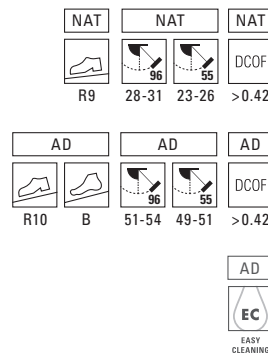 NAT NAT NAT
96 55 DCOF
R9 28-31 23-26 >0.42
AD AD AD
96 55 DCOF
R10 B 51-54 49-51 >0.42
AD
EC
EASY
CLEANING